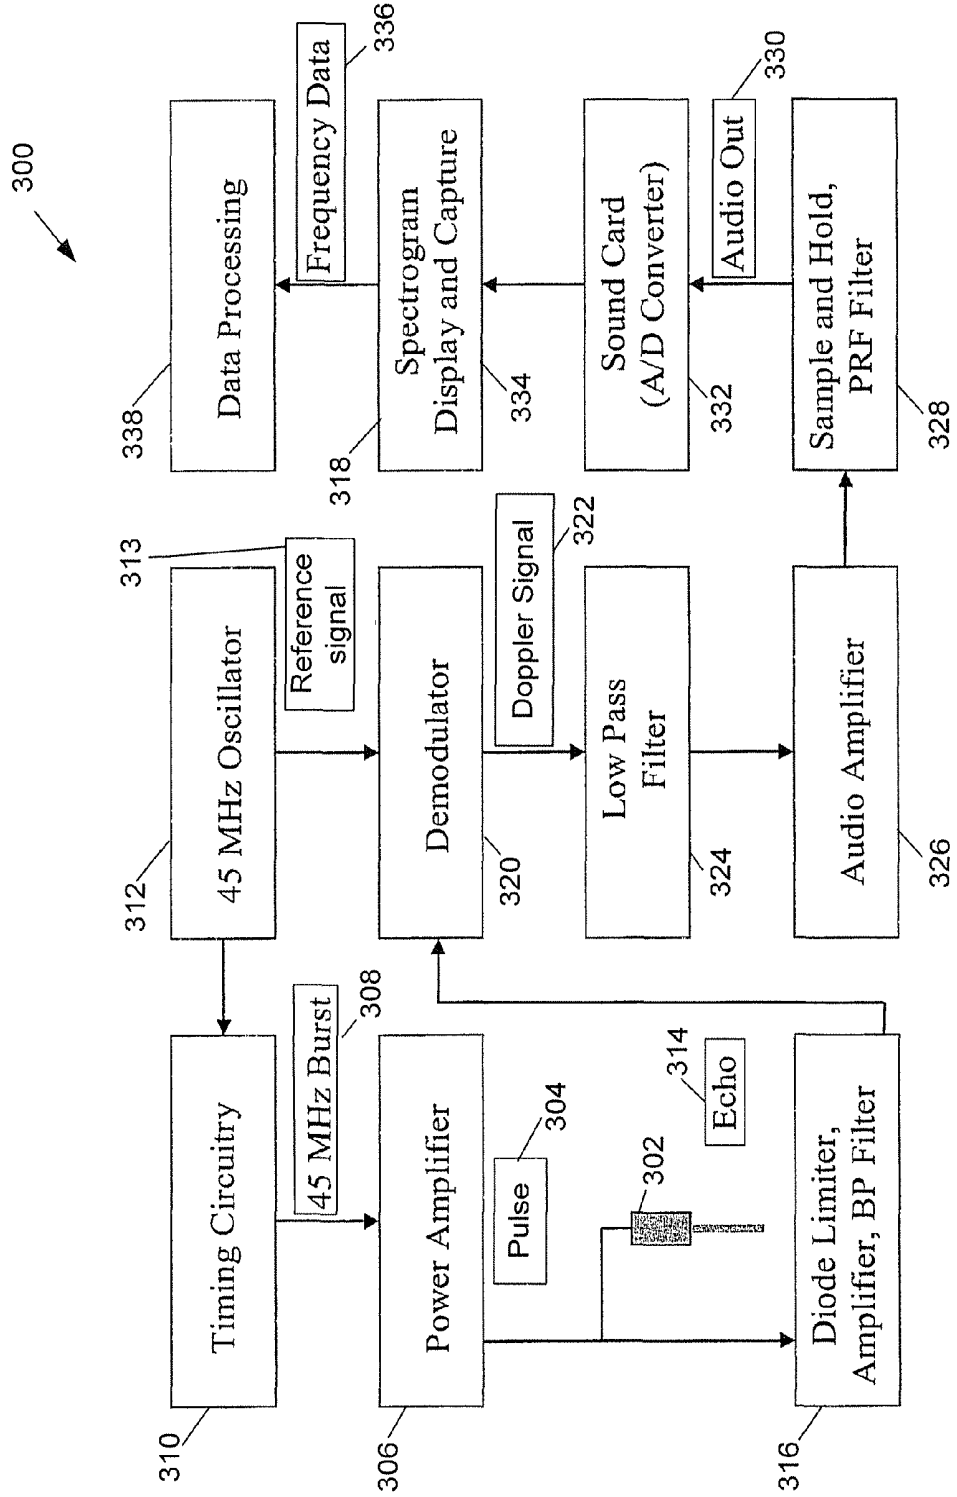 300
310
Timing Circuitry
45 MHz Burst
308
306
Power Amplifier
Pulse
304
302
314
Echo
316
Diode Limiter,
Amplifier, BP Filter
312
45 MHz Oscillator
313
Reference
signal
320
Demodulator
Doppler Signal
322
324
Low Pass
Filter
326
Audio Amplifier
338
Data Processing
Frequency Data
336
318
Spectrogram
Display and Capture
334
Sound Card
(A/D Converter)
332
Audio Out
330
Sample and Hold,
PRF Filter
328